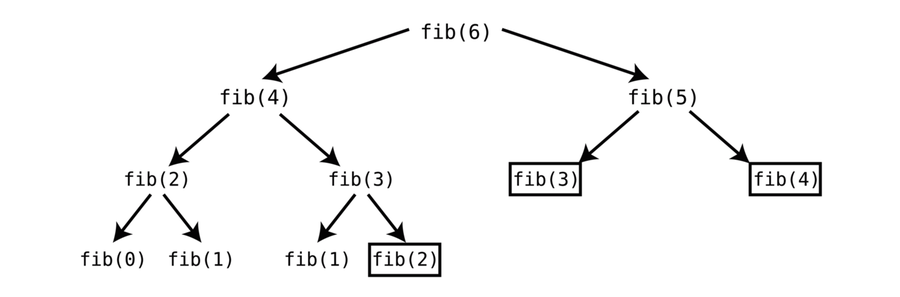 fib(6)
fib(4) fib(5)
fib(2) fib(3) fib(3) fib(4)
fib(0) fib(1) fib(1) fib(2)